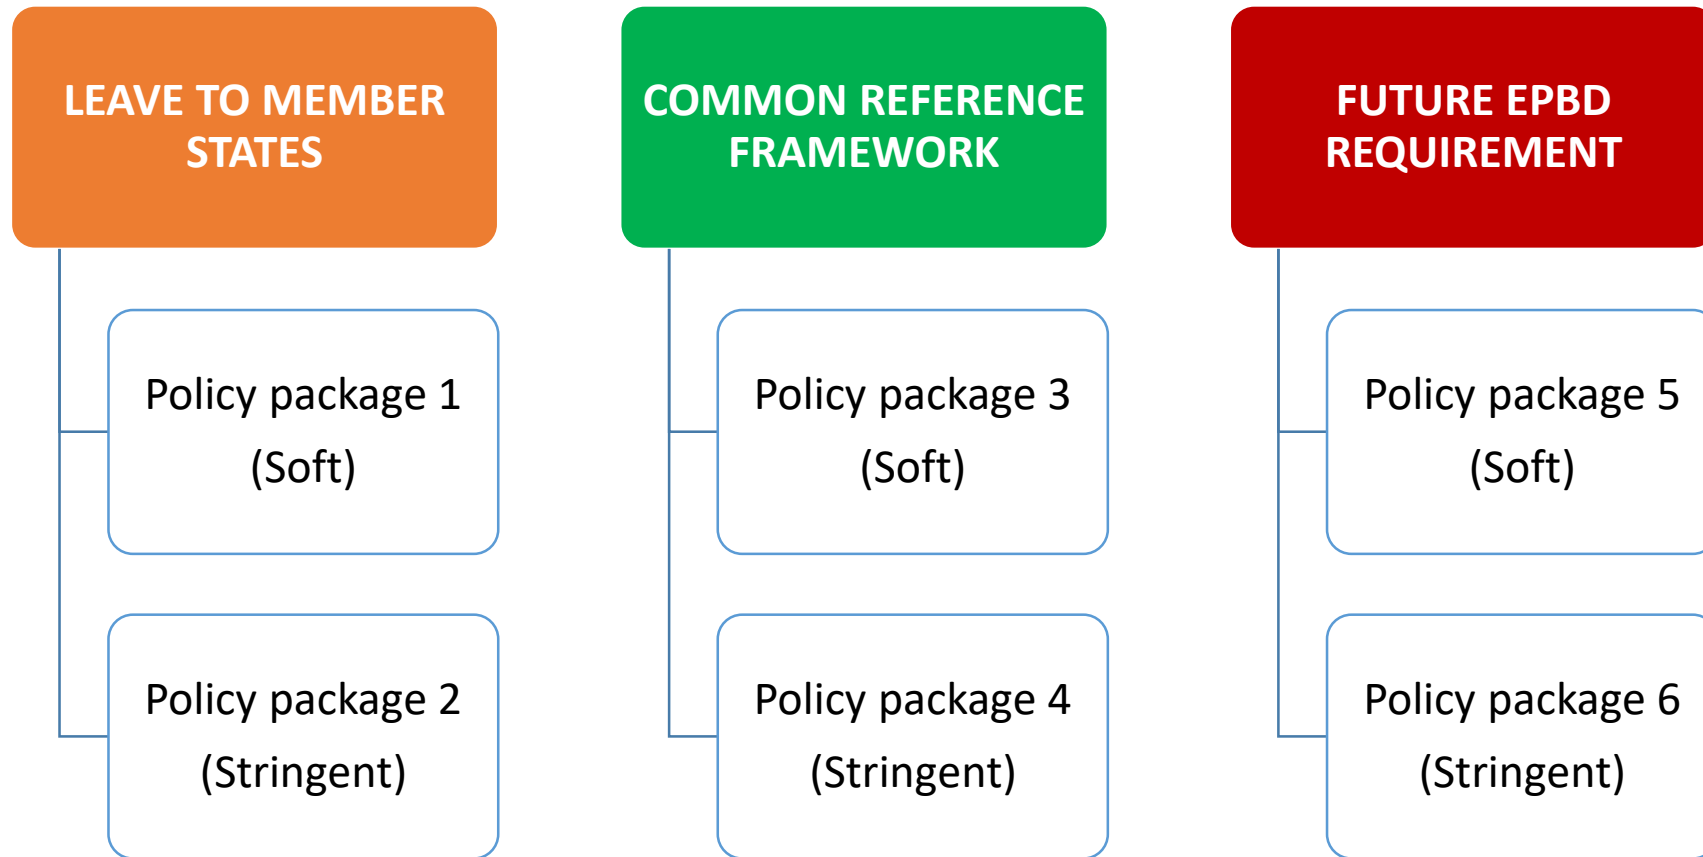 LEAVE TO MEMBER
STATES
Policy package 1
(Soft)
Policy package 2
(Stringent)
COMMON REFERENCE
FRAMEWORK
Policy package 3
(Soft)
Policy package 4
(Stringent)
FUTURE EPBD
REQUIREMENT
Policy package 5
(Soft)
Policy package 6
(Stringent)